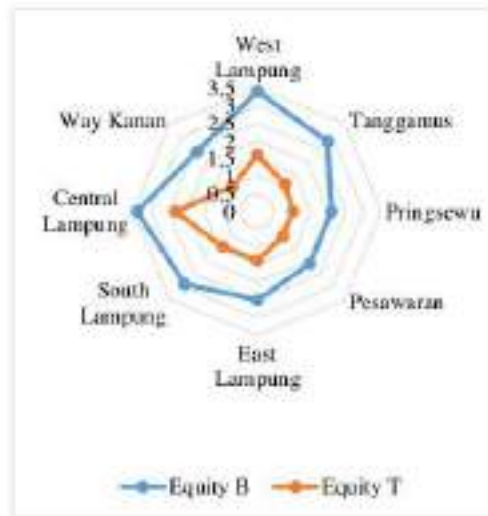 West
Lampung
3.5
3
2.5
2
1.5
1
0.5
0
Way Kanan
Tanggamus
Central
Lampung
Pringsewu
South
Lampung
Pesawaran
East
Lampung
Equity B
Equity T